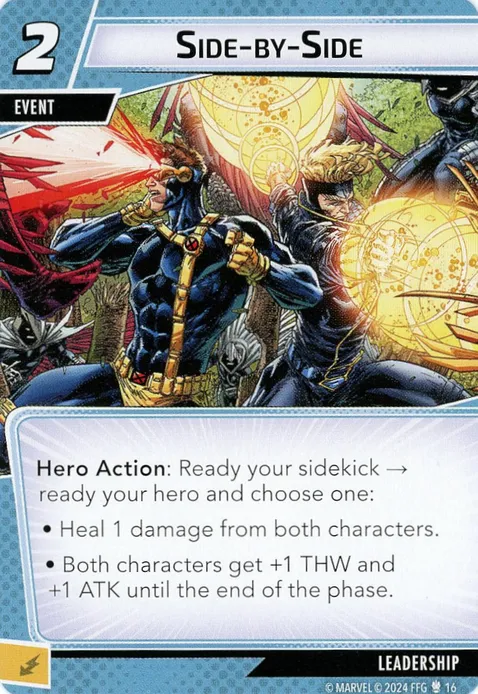 2
SIDE-BY-SIDE
EVENT
Hero Action: Ready your sidekick →
ready your hero and choose one:
• Heal 1 damage from both characters.
• Both characters get +1 THW and
+1 ATK until the end of the phase.
LEADERSHIP
© MARVEL © 2024 FFG 16